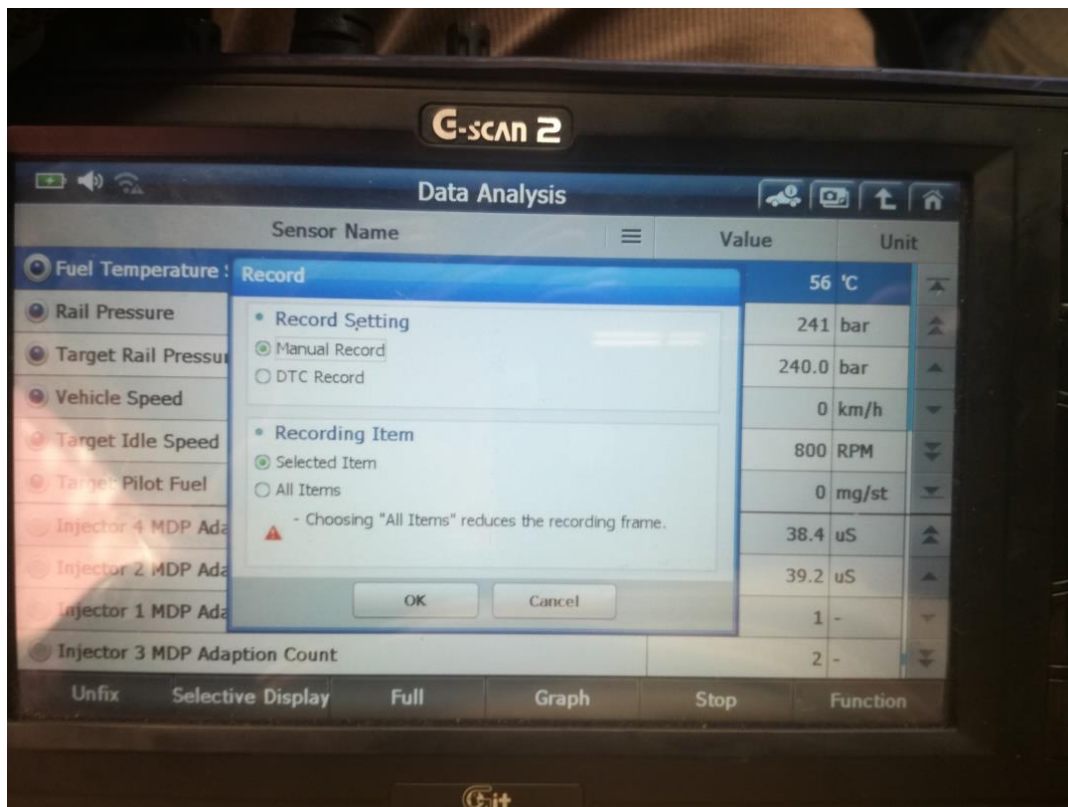 G-scan 2
Data Analysis
Sensor Name Value Unit
Fuel Temperature 56 °C
Record
Record Setting
Rail Pressure 241 bar
Manual Record
Target Rail Pressu 240.0 bar
DTC Record
Vehicle Speed 0 km/h
Recording Item
Target Idle Speed 800 RPM
Selected Item
Target Pilot Fuel 0 mg/st
All Items
- Choosing "All Items" reduces the recording frame.
Injector 4 MDP Ada 38.4 uS
Injector 2 MDP Ada 39.2 uS
OK Cancel
Injector 1 MDP Ada 1 -
Injector 3 MDP Adaption Count 2 -
Unfix Selective Display Full Graph Stop Function
Git